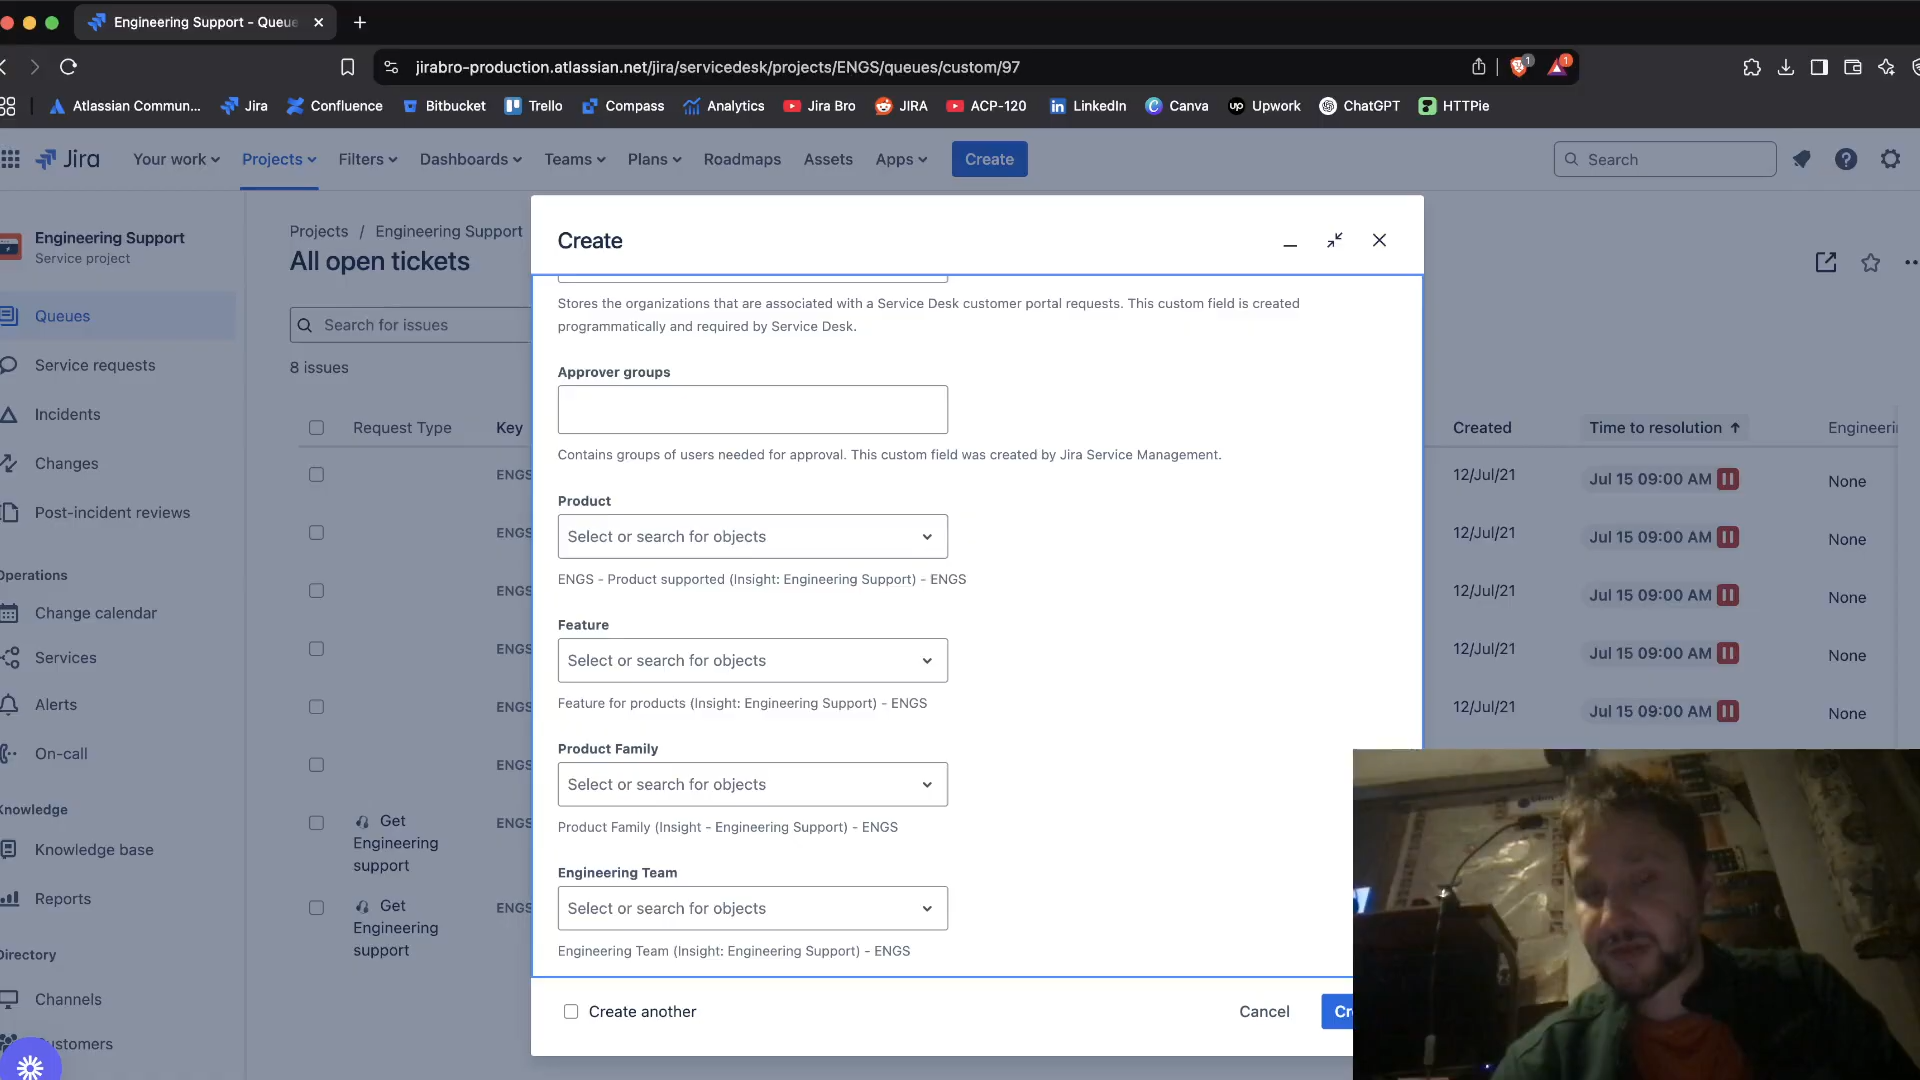 Engineering Support - Queue
jirabro-production.atlassian.net/jira/servicedesk/projects/ENGS/queues/custom/97
1
1
Atlassian Commun...
Jira
Confluence
Bitbucket
Trello
Compass
Analytics
Jira Bro
JIRA
ACP-120
LinkedIn
Canva
Upwork
ChatGPT
HTTPie
Jira
Your work
Projects
Filters
Dashboards
Teams
Plans
Roadmaps
Assets
Apps
Create
Search
Engineering Support
Service project
Queues
Service requests
Incidents
Changes
Post-incident reviews
Operations
Change calendar
Services
Alerts
On-call
Knowledge
Knowledge base
Reports
Directory
Channels
Customers
Projects / Engineering Support
All open tickets
Search for issues
8 issues
Request Type
Key
Created
Time to resolution
Engineeri
ENGS
12/Jul/21
Jul 15 09:00 AM
None
ENGS
12/Jul/21
Jul 15 09:00 AM
None
ENGS
12/Jul/21
Jul 15 09:00 AM
None
ENGS
12/Jul/21
Jul 15 09:00 AM
None
ENGS
12/Jul/21
Jul 15 09:00 AM
None
ENGS
Get
Engineering
support
ENGS
Get
Engineering
support
ENGS
Create
Stores the organizations that are associated with a Service Desk customer portal requests. This custom field is created
programmatically and required by Service Desk.
Approver groups
Contains groups of users needed for approval. This custom field was created by Jira Service Management.
Product
Select or search for objects
ENGS - Product supported (Insight: Engineering Support) - ENGS
Feature
Select or search for objects
Feature for products (Insight: Engineering Support) - ENGS
Product Family
Select or search for objects
Product Family (Insight - Engineering Support) - ENGS
Engineering Team
Select or search for objects
Engineering Team (Insight: Engineering Support) - ENGS
Create another
Cancel
Cr